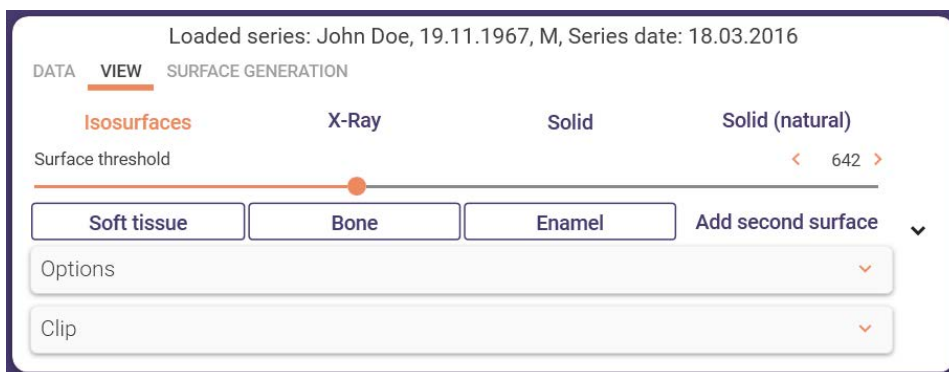 Loaded series: John Doe, 19.11.1967, M, Series date: 18.03.2016
DATA VIEW SURFACE GENERATION
Isosurfaces X-Ray Solid Solid (natural)
Surface threshold 642
Soft tissue Bone Enamel Add second surface
Options
Clip